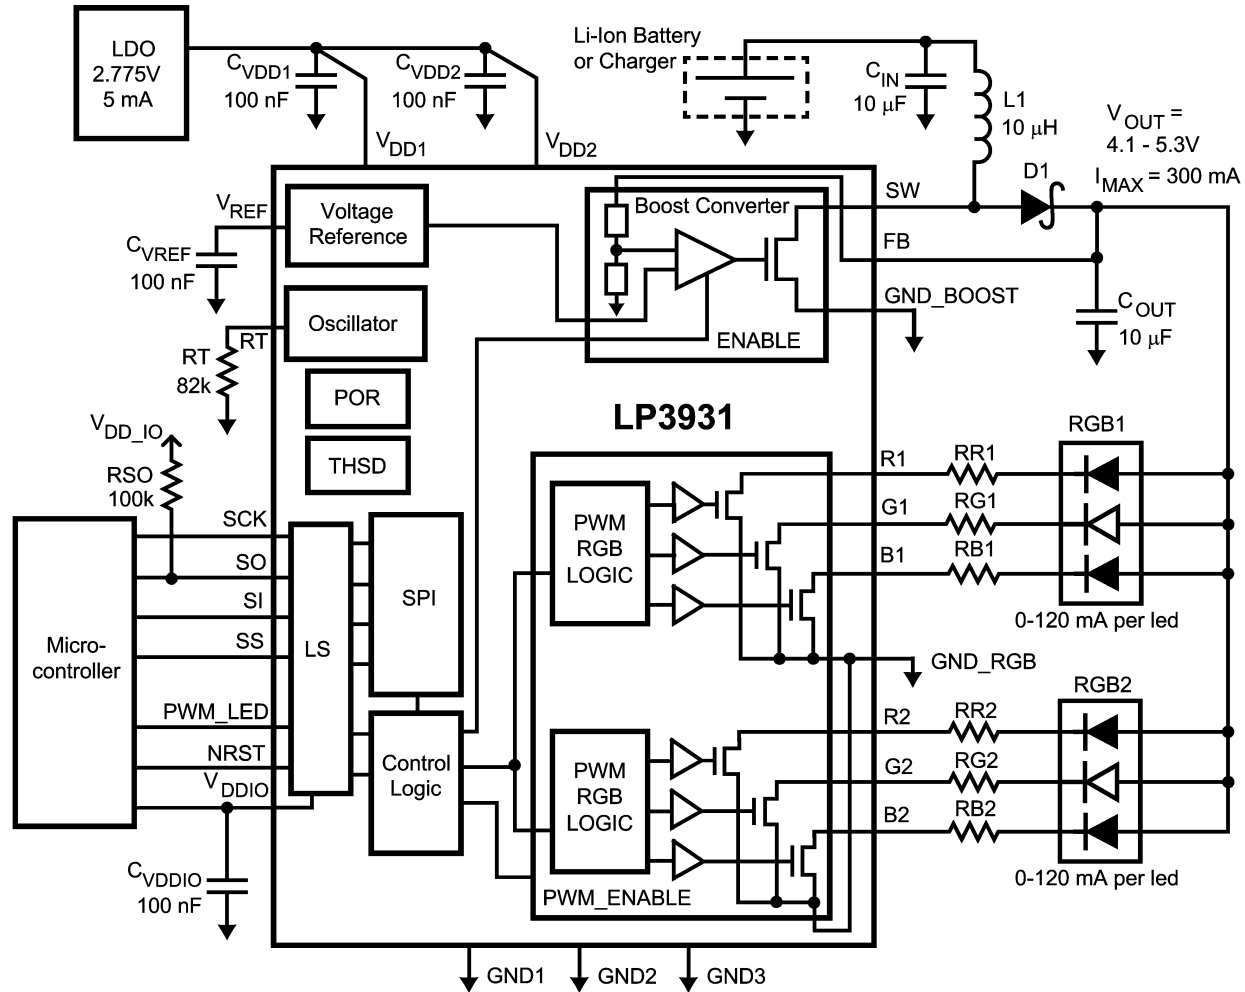 LDO
2.775V
5 mA
CVDD1
100 nF
CVDD2
100 nF
Li-Ion Battery
or Charger
CIN
10 µF
L1
10 µH
VOUT =
4.1 - 5.3V
IMAX = 300 mA
VDD1
VDD2
D1
SW
VREF
Voltage
Reference
Boost Converter
FB
CVREF
100 nF
GND_BOOST
COUT
10 µF
Oscillator
RT
RT
82k
ENABLE
POR
LP3931
VDD_IO
RGB1
THSD
RSO
100k
R1
RR1
SCK
PWM
RGB
LOGIC
G1
RG1
SO
B1
RB1
SI
SPI
0-120 mA per led
SS
Micro-
controller
LS
GND_RGB
RGB2
PWM_LED
R2
RR2
NRST
Control
Logic
PWM
RGB
LOGIC
G2
RG2
VDDIO
B2
RB2
CVDDIO
100 nF
PWM_ENABLE
0-120 mA per led
GND1
GND2
GND3